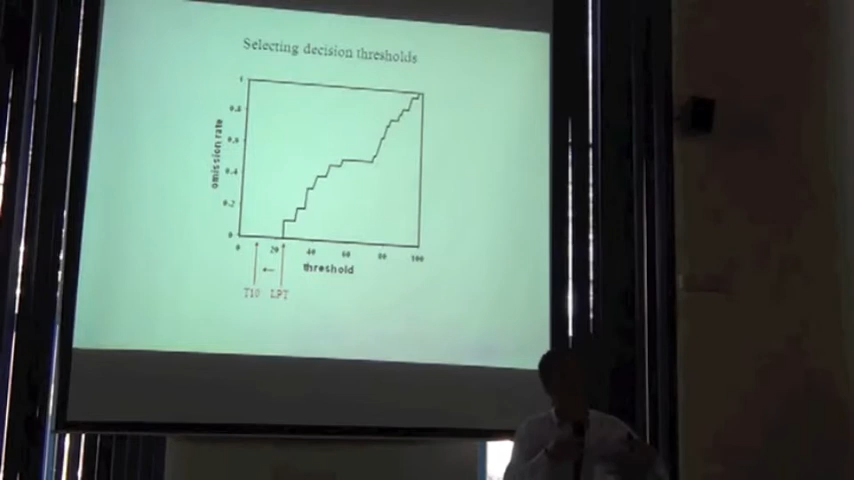 Selecting decision thresholds
1
0.8
0.6
0.4
0.2
0
omission rate
0 20 40 60 80 100
threshold
T10 LPT